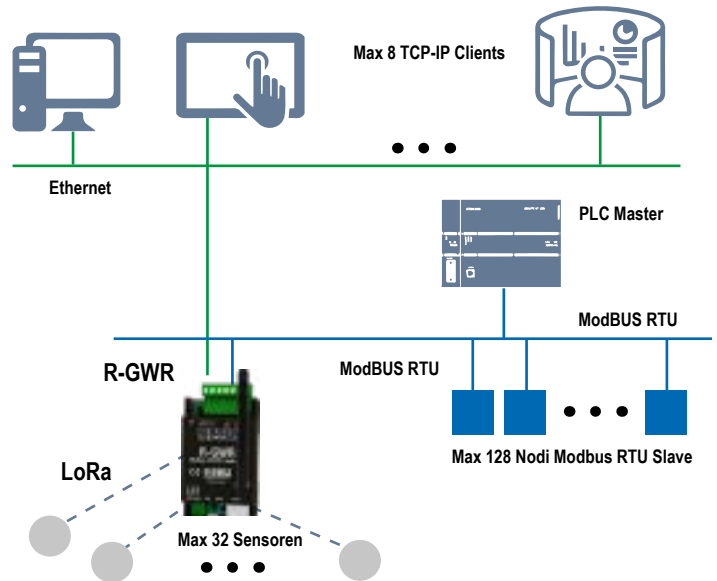 Max 8 TCP-IP Clients
Ethernet
PLC Master
ModBUS RTU
R-GWR
ModBUS RTU
R-GWR
Max 128 Nodi Modbus RTU Slave
LoRa
Max 32 Sensoren